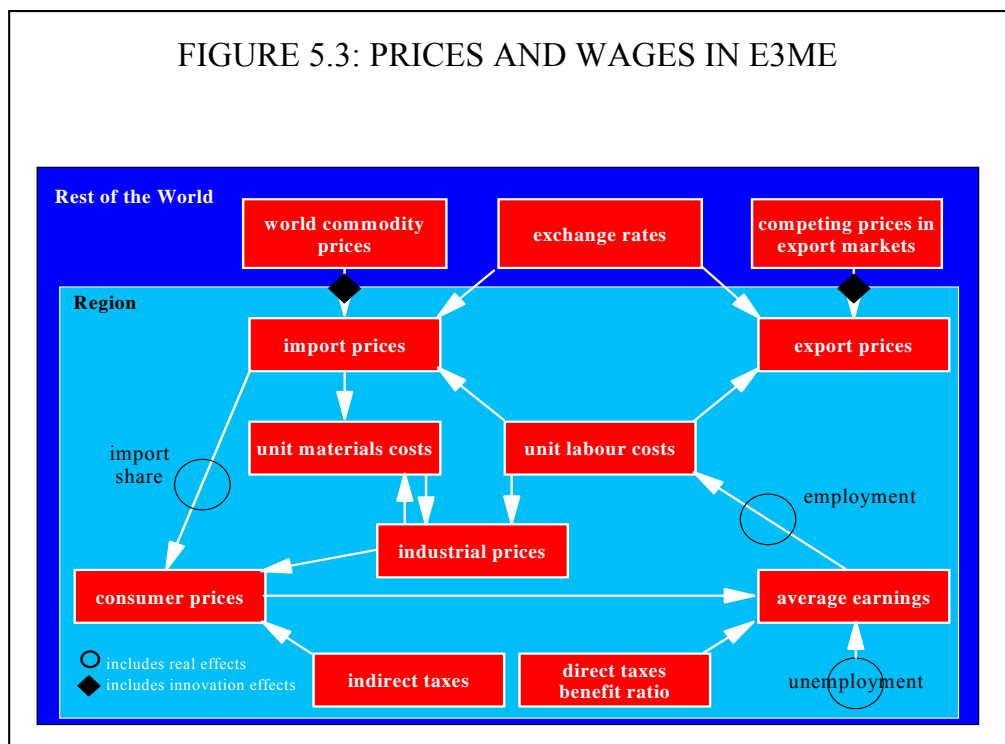 FIGURE 5.3: PRICES AND WAGES IN E3ME
Rest of the World
world commodity
prices
exchange rates
competing prices in
export markets
Region
import prices
export prices
import
share
unit materials costs
unit labour costs
employment
industrial prices
consumer prices
average earnings
includes real effects
includes innovation effects
indirect taxes
direct taxes
benefit ratio
unemployment